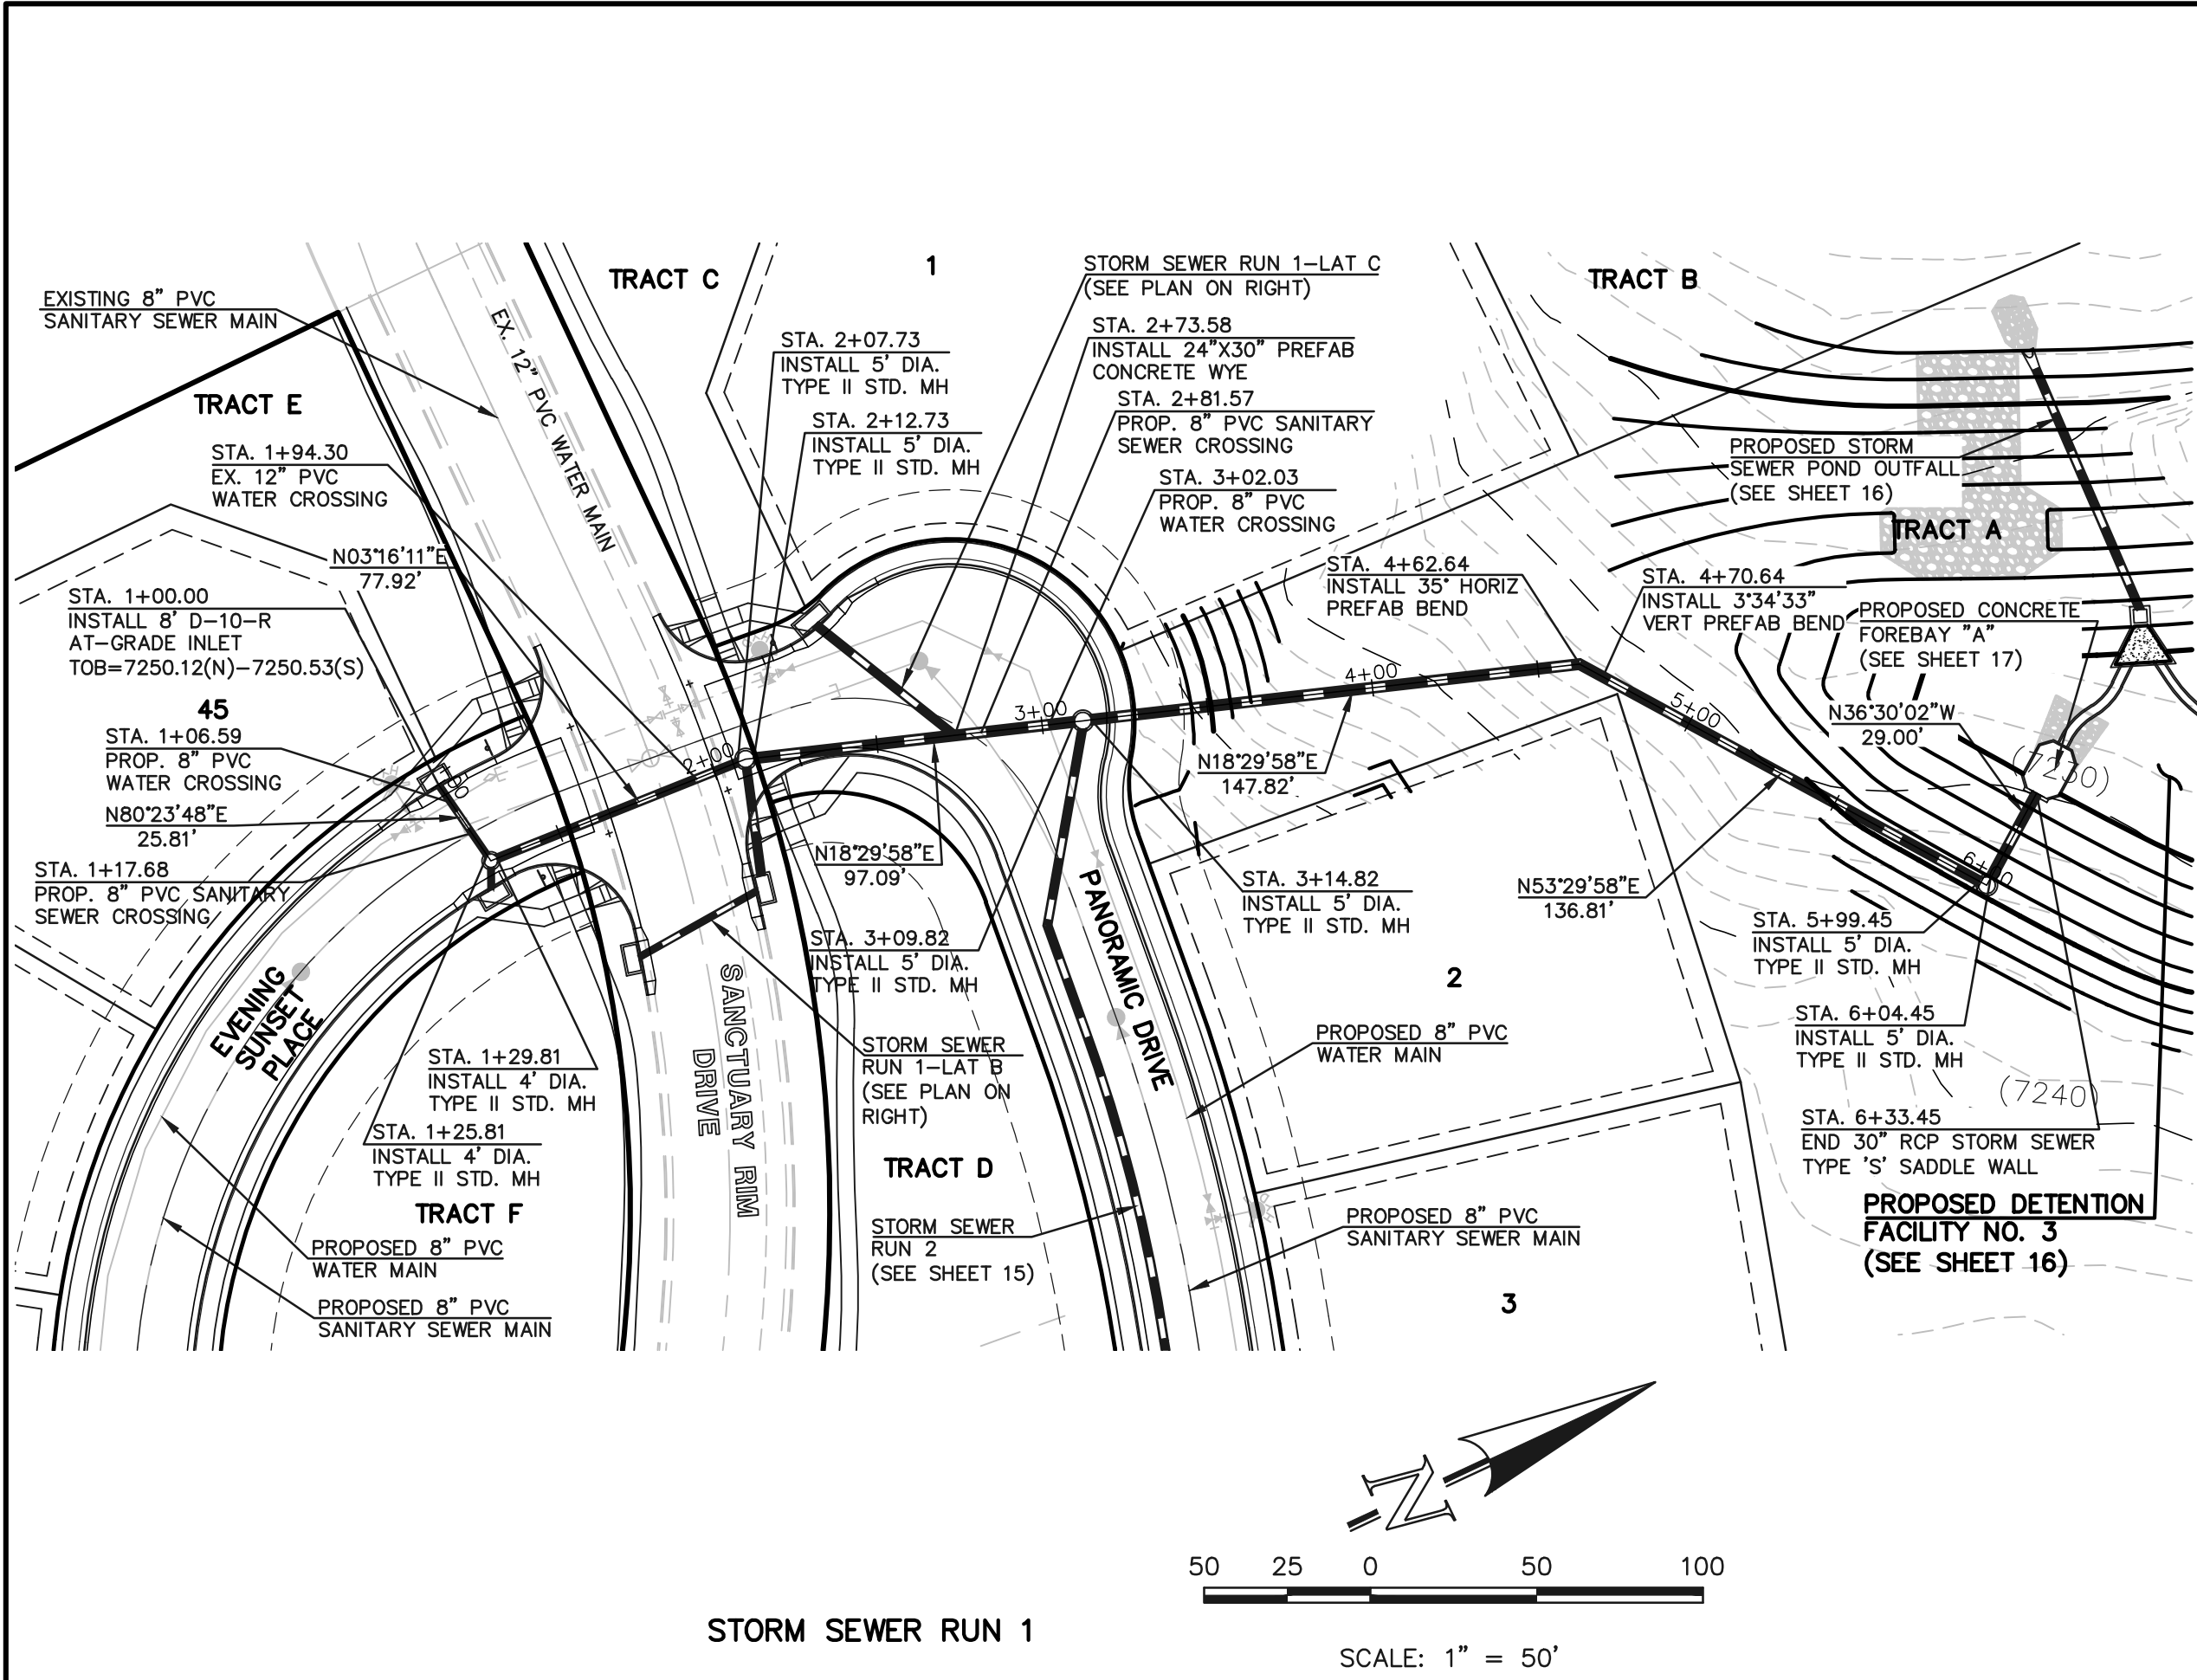 TRACT C
1
STORM SEWER RUN 1-LAT C
(SEE PLAN ON RIGHT)
TRACT B
EXISTING 8" PVC
SANITARY SEWER MAIN
EX. 12" PVC WATER MAIN
STA. 2+07.73
INSTALL 5' DIA.
TYPE II STD. MH
STA. 2+73.58
INSTALL 24"X30" PREFAB
CONCRETE WYE
TRACT E
STA. 2+12.73
INSTALL 5' DIA.
TYPE II STD. MH
STA. 2+81.57
PROP. 8" PVC SANITARY
SEWER CROSSING
STA. 1+94.30
EX. 12" PVC
WATER CROSSING
STA. 3+02.03
PROP. 8" PVC
WATER CROSSING
PROPOSED STORM
SEWER POND OUTFALL
(SEE SHEET 16)
TRACT A
N03°16'11"E
77.92'
STA. 1+00.00
INSTALL 8' D-10-R
AT-GRADE INLET
TOB=7250.12(N)-7250.53(S)
STA. 4+62.64
INSTALL 35° HORIZ
PREFAB BEND
STA. 4+70.64
INSTALL 3°34'33"
VERT PREFAB BEND
PROPOSED CONCRETE
FOREBAY "A"
(SEE SHEET 17)
45
STA. 1+06.59
PROP. 8" PVC
WATER CROSSING
N80°23'48"E
25.81'
STA. 1+17.68
PROP. 8" PVC SANITARY
SEWER CROSSING
2+00
3+00
4+00
5+00
6+00
N36°30'02"W
29.00'
(7230)
N18°29'58"E
147.82'
N18°29'58"E
97.09'
STA. 3+14.82
INSTALL 5' DIA.
TYPE II STD. MH
N53°29'58"E
136.81'
STA. 5+99.45
INSTALL 5' DIA.
TYPE II STD. MH
STA. 3+09.82
INSTALL 5' DIA.
TYPE II STD. MH
PANORAMIC DRIVE
2
EVENING
SUNSET
PLACE
SANCTUARY RIM
DRIVE
STA. 6+04.45
INSTALL 5' DIA.
TYPE II STD. MH
STORM SEWER
RUN 1-LAT B
(SEE PLAN ON
RIGHT)
PROPOSED 8" PVC
WATER MAIN
STA. 1+29.81
INSTALL 4' DIA.
TYPE II STD. MH
(7240)
STA. 1+25.81
INSTALL 4' DIA.
TYPE II STD. MH
STA. 6+33.45
END 30" RCP STORM SEWER
TYPE 'S' SADDLE WALL
TRACT D
TRACT F
PROPOSED DETENTION
FACILITY NO. 3
(SEE SHEET 16)
STORM SEWER
RUN 2
(SEE SHEET 15)
PROPOSED 8" PVC
SANITARY SEWER MAIN
PROPOSED 8" PVC
WATER MAIN
PROPOSED 8" PVC
SANITARY SEWER MAIN
3
N
50 25 0 50 100
STORM SEWER RUN 1
SCALE: 1" = 50'